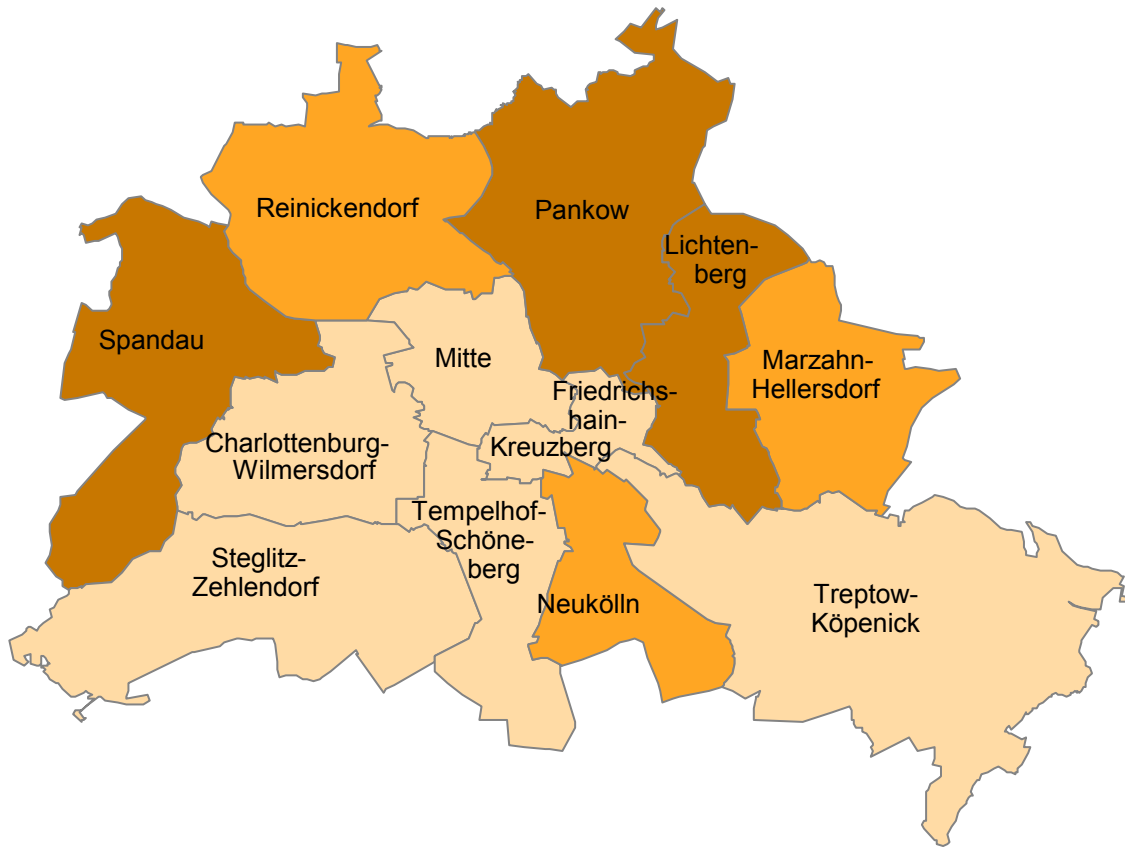 Reinickendorf
Pankow
Lichten-
berg
Spandau
Mitte
Marzahn-
Hellersdorf
Friedrichs-
hain-
Kreuzberg
Charlottenburg-
Wilmersdorf
Tempelhof-
Schöne-
berg
Steglitz-
Zehlendorf
Neukölln
Treptow-
Köpenick